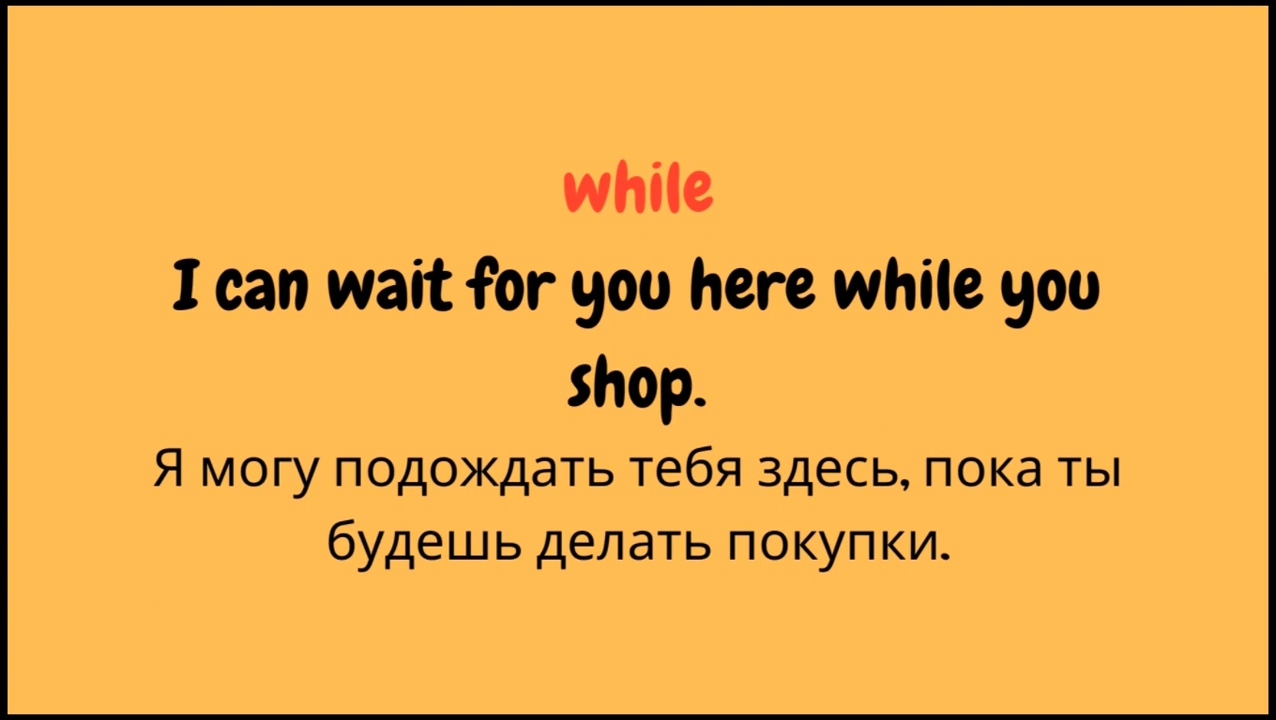 while
I can wait for you here while you
shop.
Я могу подождать тебя здесь, пока ты
будешь делать покупки.